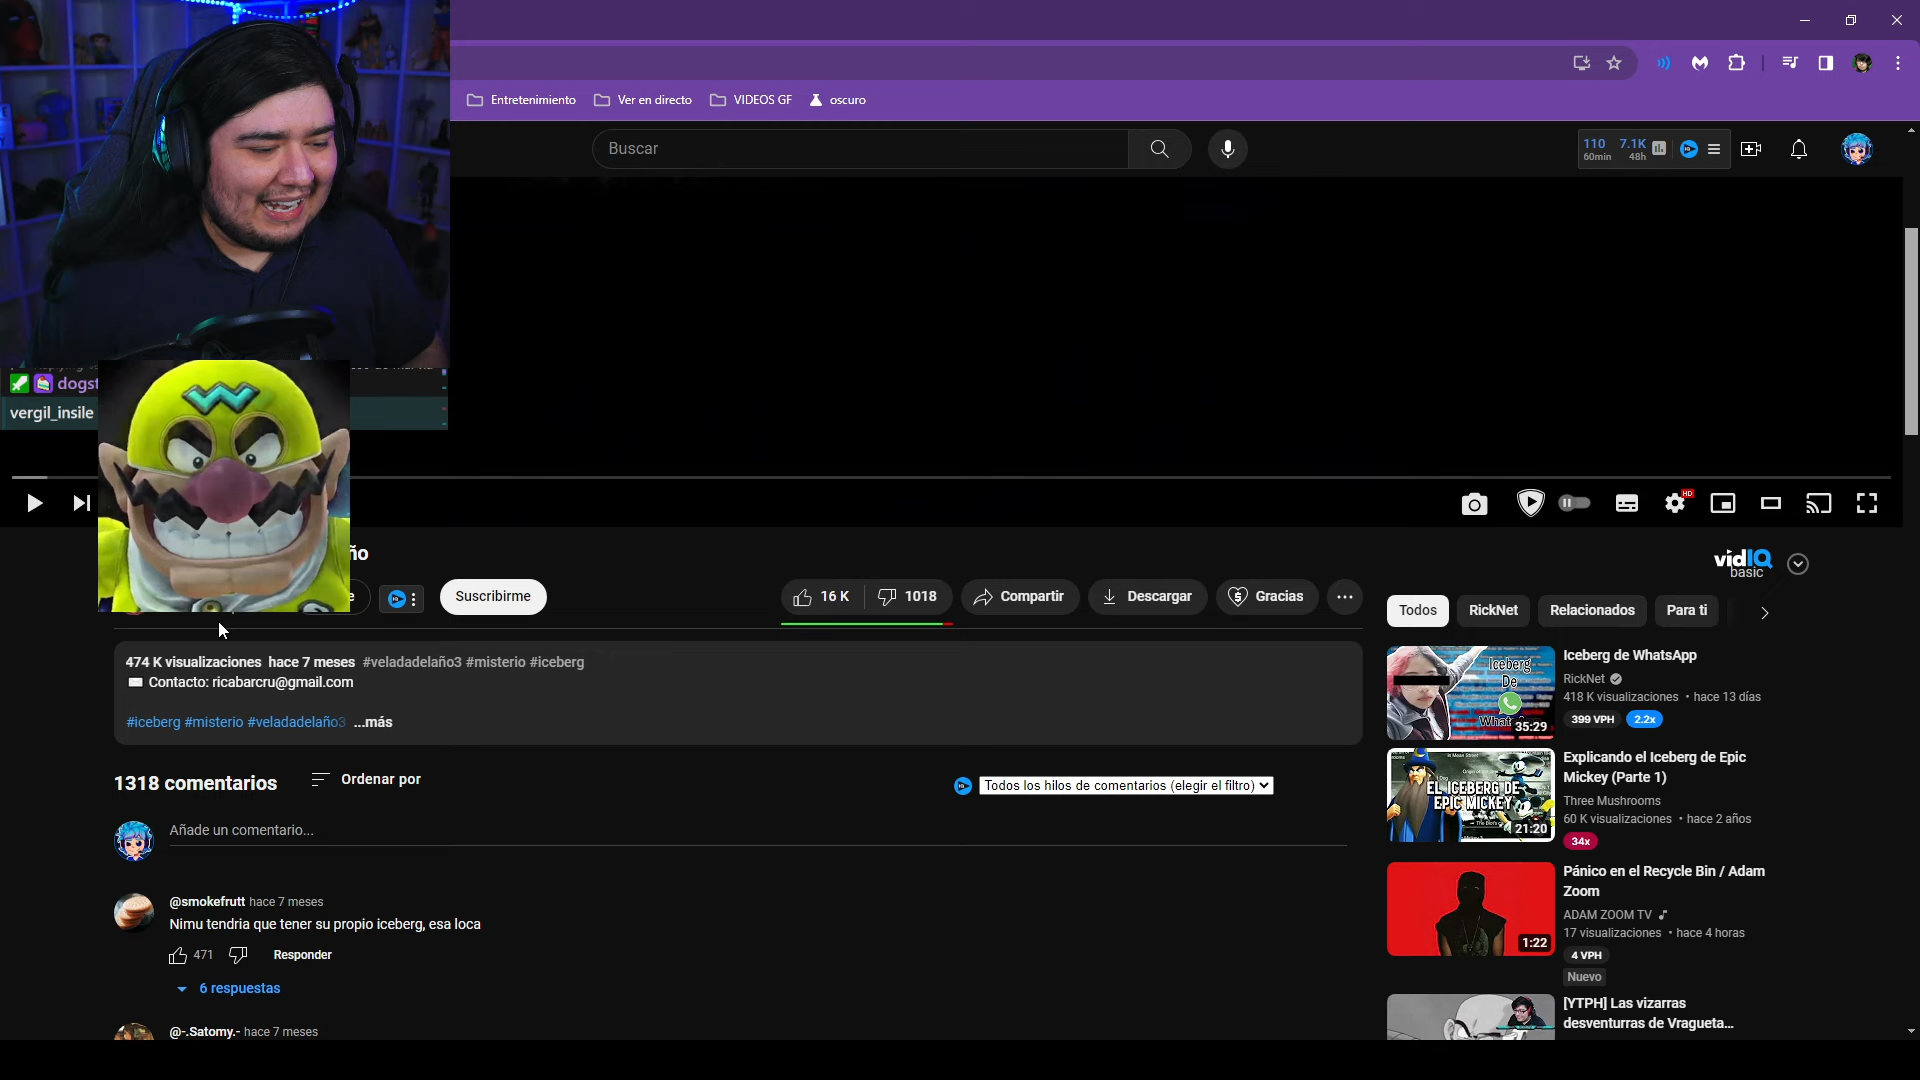 Entretenimiento
Ver en directo
VIDEOS GF
oscuro
Buscar
110 7.1K
60min 48h
dogst
vergil_insile
HD
ño
e
Suscribirme
16 K
1018
Compartir
Descargar
Gracias
vidIQ
basic
Todos
RickNet
Relacionados
Para ti
474 K visualizaciones hace 7 meses #veladadelaño3 #misterio #iceberg
Contacto: ricabarcru@gmail.com
#iceberg #misterio #veladadelaño3 ...más
1318 comentarios
Ordenar por
Todos los hilos de comentarios (elegir el filtro)
Añade un comentario...
@smokefrutt hace 7 meses
Nimu tendria que tener su propio iceberg, esa loca
471
Responder
6 respuestas
@-.Satomy.- hace 7 meses
Iceberg
De
Whats
35:29
Iceberg de WhatsApp
RickNet
418 K visualizaciones • hace 13 días
399 VPH
2.2x
EL ICEBERG DE
EPIC MICKEY
21:20
Explicando el Iceberg de Epic
Mickey (Parte 1)
Three Mushrooms
60 K visualizaciones • hace 2 años
34x
1:22
Pánico en el Recycle Bin / Adam
Zoom
ADAM ZOOM TV
17 visualizaciones • hace 4 horas
4 VPH
Nuevo
[YTPH] Las vizarras
desventurras de Vragueta...